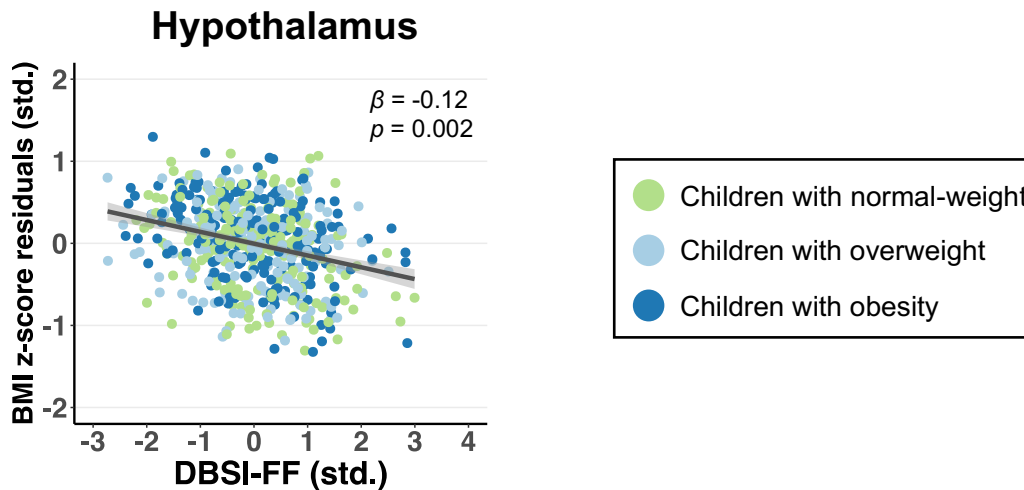 Hypothalamus
BMI z-score residuals (std.)
2
1
0
-1
-2
β = -0.12
p = 0.002
-3 -2 -1 0 1 2 3 4
DBSI-FF (std.)
Children with normal-weight
Children with overweight
Children with obesity